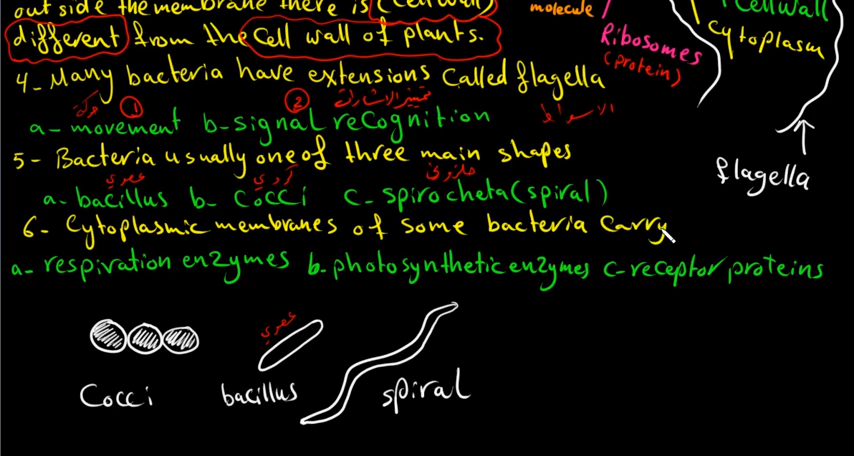 out side the membrane there is (Cell wall)
different from the Cell wall of plants.
4- Many bacteria have extensions Called flagella
حركة ① ② تمييز الاشارات الاسواط
a- movement b- signal recognition
5- Bacteria usually one of three main shapes
عصوي كروي حلزوني
a- bacillus b- Cocci c- spirocheta (spiral)
6- Cytoplasmic membranes of some bacteria Carry
a- respiration enzymes b- photosynthetic enzymes c- receptor proteins
molecule
Ribosomes
(protein)
Cell wall
Cytoplasm
flagella
عصوي
Cocci bacillus spiral